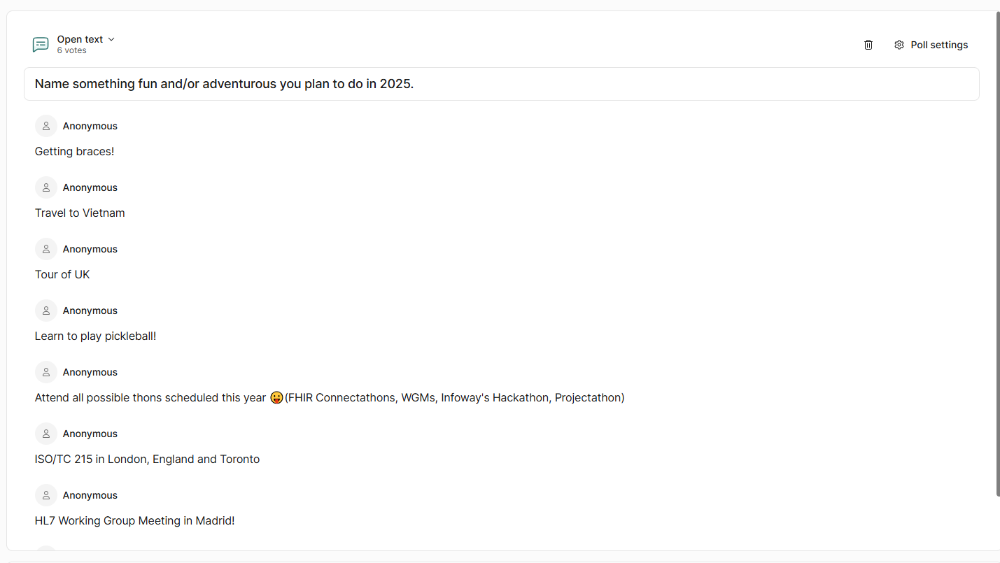 Open text
6 votes
Poll settings
Name something fun and/or adventurous you plan to do in 2025.
Anonymous
Getting braces!
Anonymous
Travel to Vietnam
Anonymous
Tour of UK
Anonymous
Learn to play pickleball!
Anonymous
Attend all possible thons scheduled this year 😛(FHIR Connectathons, WGMs, Infoway's Hackathon, Projectathon)
Anonymous
ISO/TC 215 in London, England and Toronto
Anonymous
HL7 Working Group Meeting in Madrid!